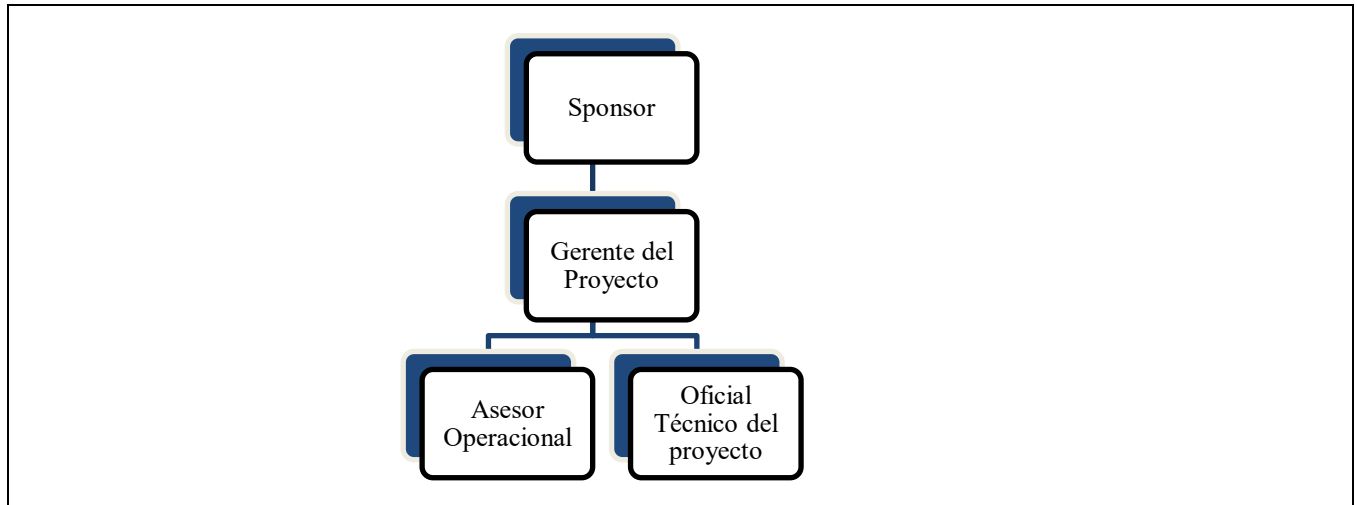 Sponsor
Gerente del
Proyecto
Asesor
Operacional
Oficial
Técnico del
proyecto